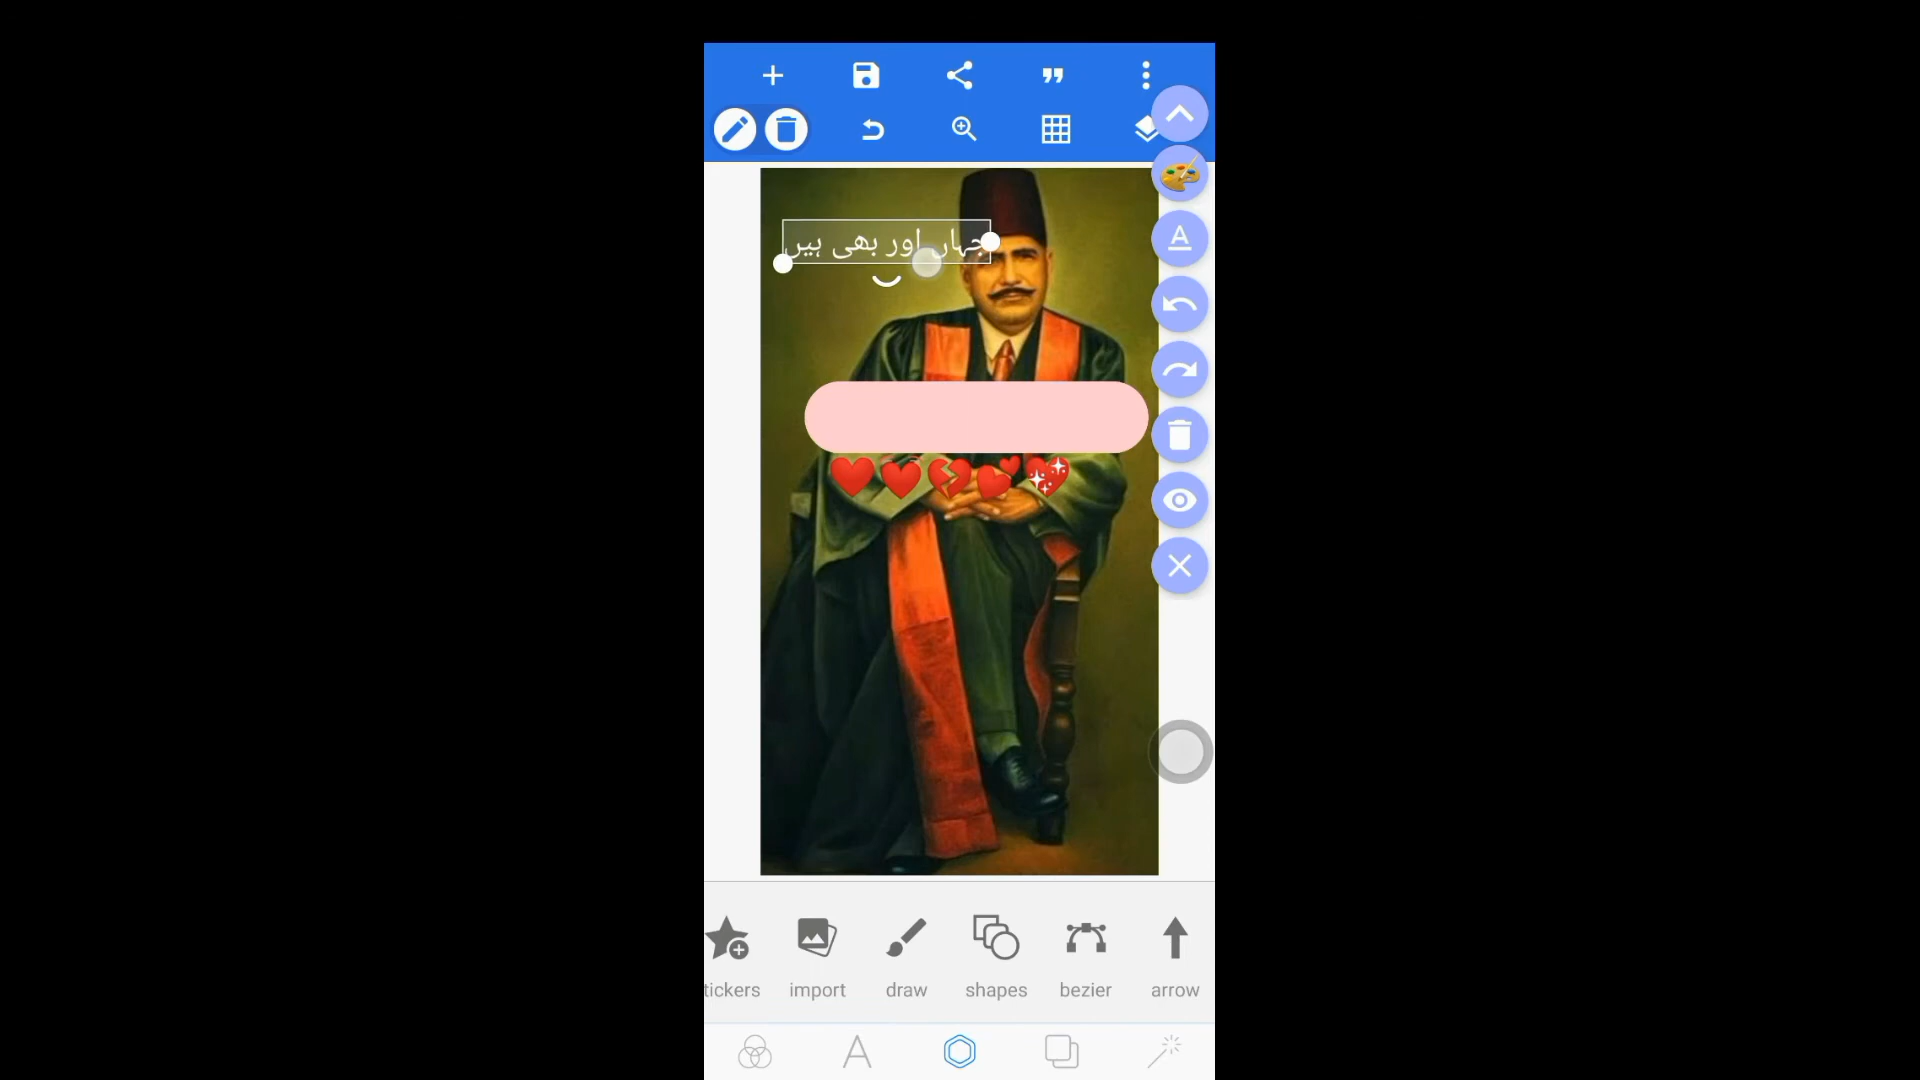 جہاں اور بھی ہیں
tickers import draw shapes bezier arrow